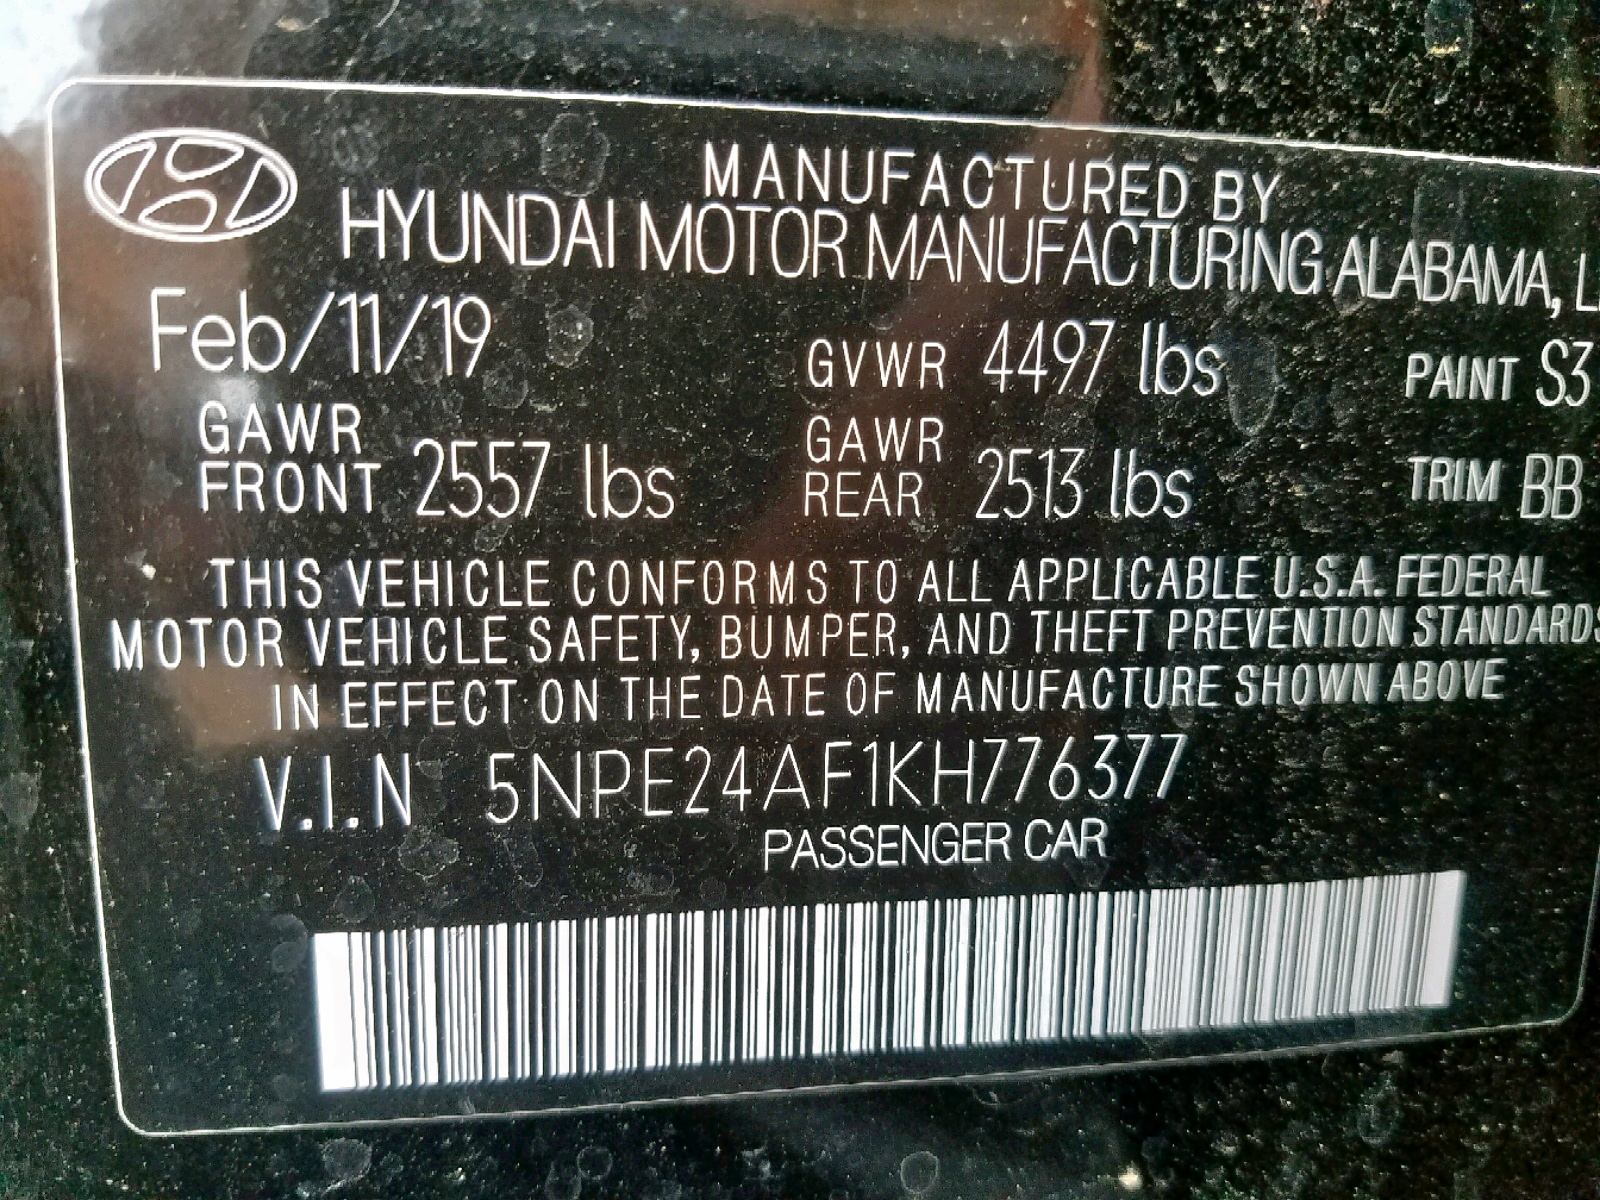 MANUFACTURED BY
HYUNDAI MOTOR MANUFACTURING ALABAMA,
Feb/11/19 GVWR 4497 lbs PAINT S3
GAWR FRONT 2557 lbs GAWR REAR 2513 lbs TRIM BB
THIS VEHICLE CONFORMS TO ALL APPLICABLE U.S.A. FEDERAL
MOTOR VEHICLE SAFETY, BUMPER, AND THEFT PREVENTION STANDARDS
IN EFFECT ON THE DATE OF MANUFACTURE SHOWN ABOVE
V.I.N 5NPE24AF1KH776377
PASSENGER CAR